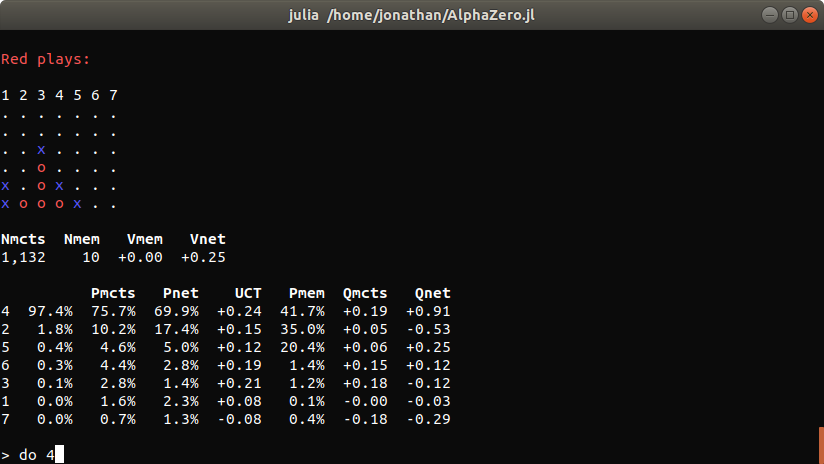 julia /home/jonathan/AlphaZero.jl
Red plays:
1 2 3 4 5 6 7
. . . . . . .
. . . . . . .
. . x . . . .
. . o . . . .
x . o x . . .
x o o o x . .
Nmcts Nmem Vmem Vnet
1,132 10 +0.00 +0.25
Pmcts Pnet UCT Pmem Qmcts Qnet
4 97.4% 75.7% 69.9% +0.24 41.7% +0.19 +0.91
2 1.8% 10.2% 17.4% +0.15 35.0% +0.05 -0.53
5 0.4% 4.6% 5.0% +0.12 20.4% +0.06 +0.25
6 0.3% 4.4% 2.8% +0.19 1.4% +0.15 +0.12
3 0.1% 2.8% 1.4% +0.21 1.2% +0.18 -0.12
1 0.0% 1.6% 2.3% +0.08 0.1% -0.00 -0.03
7 0.0% 0.7% 1.3% -0.08 0.4% -0.18 -0.29
> do 4